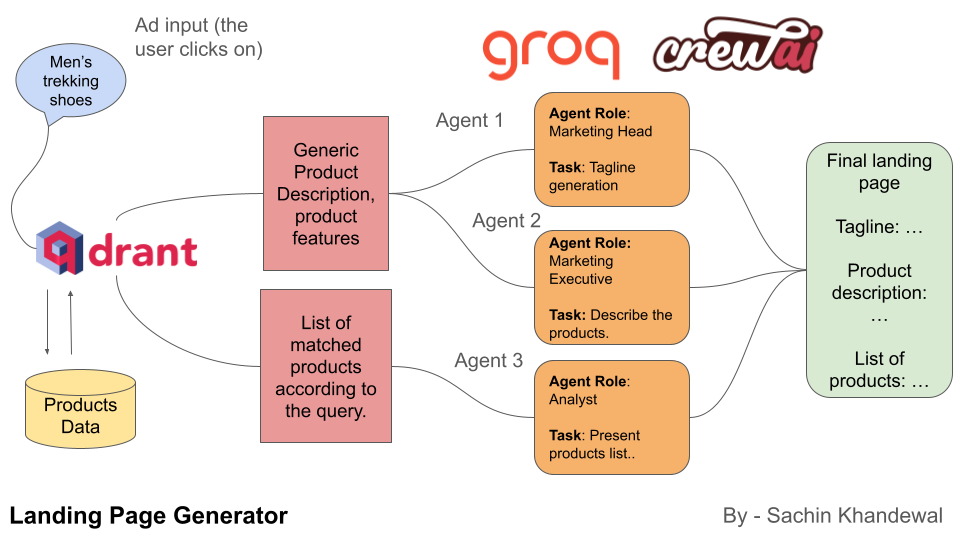 Ad input (the
user clicks on)
Men's
trekking
shoes
groq
crewai
Agent 1
Generic
Product
Description,
product
features
Agent Role:
Marketing Head
Task: Tagline
generation
Agent 2
Agent Role:
Marketing
Executive
Task: Describe the
products.
qdrant
List of
matched
products
according to
the query.
Agent 3
Agent Role:
Analyst
Task: Present
products list..
Final landing
page
Tagline: …
Product
description:
…
List of
products: …
Products
Data
Landing Page Generator
By - Sachin Khandewal